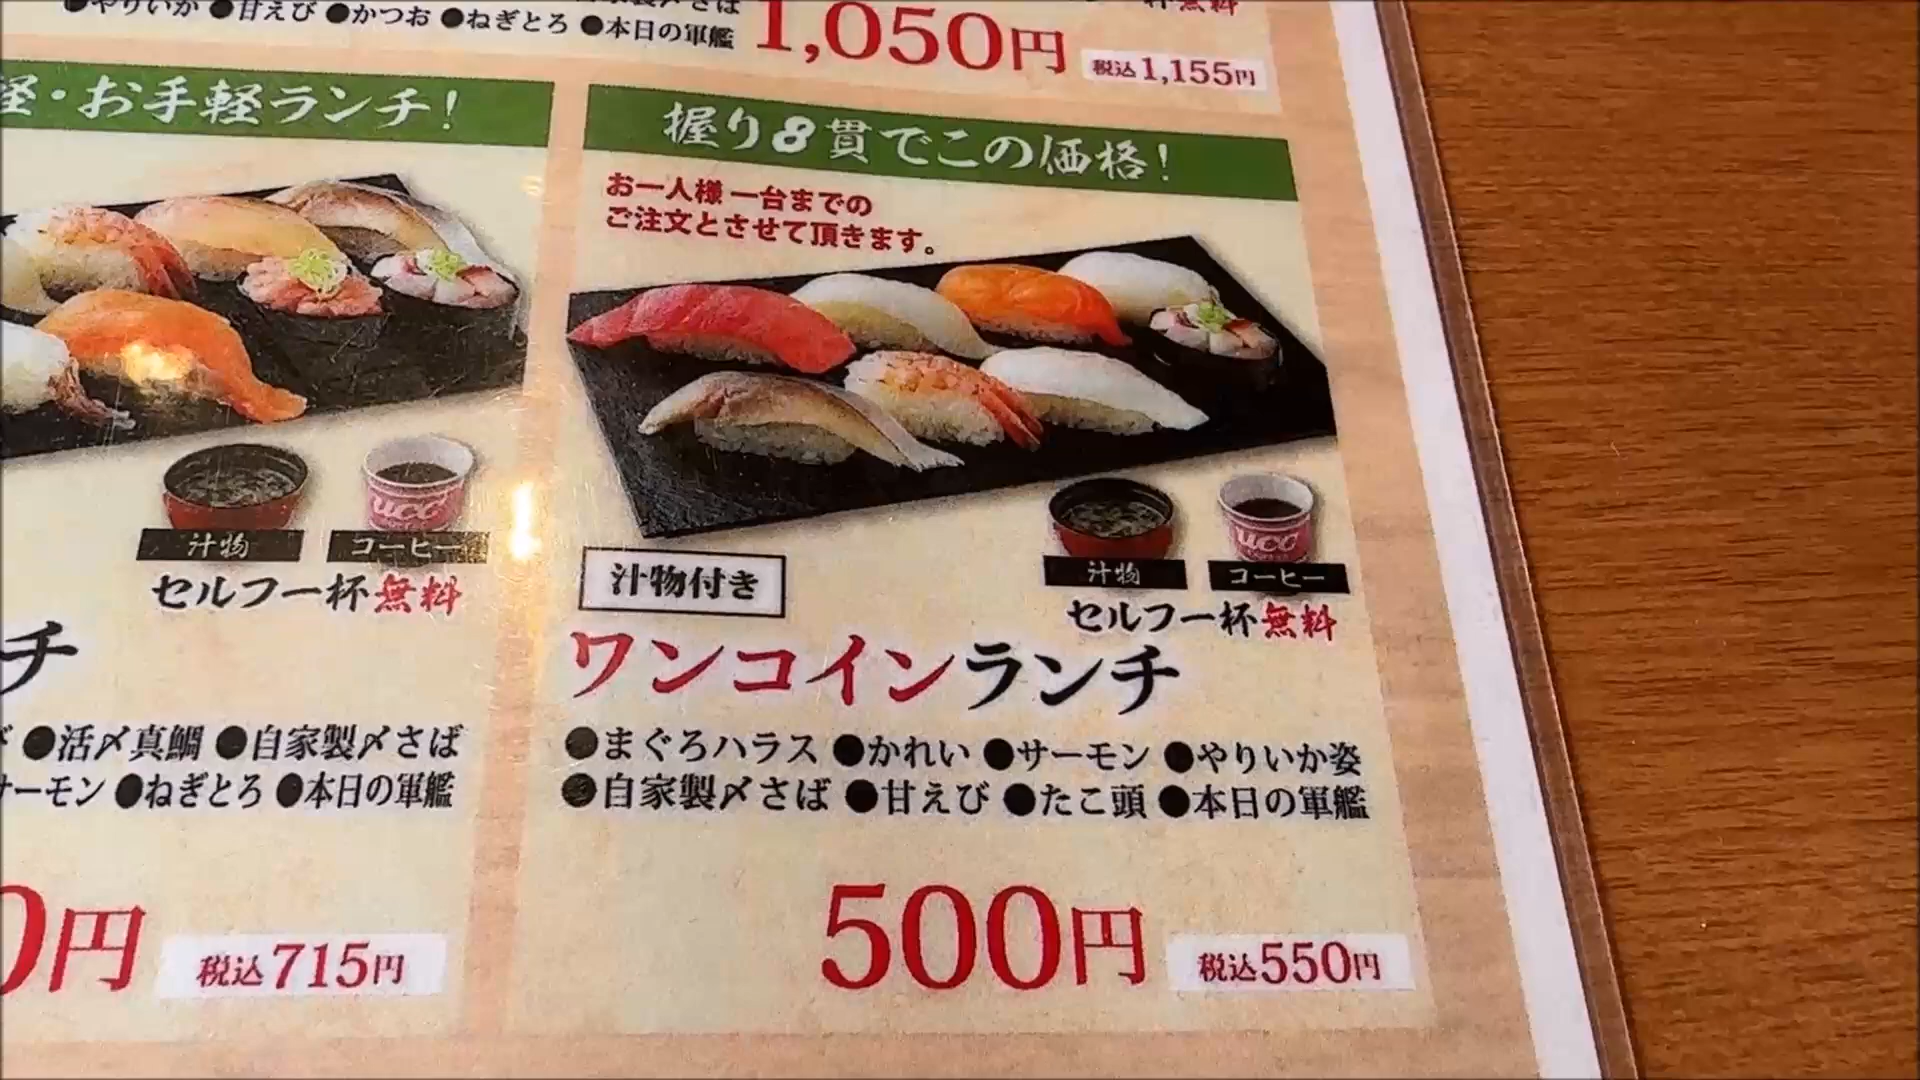 ●やりいか ●甘えび ●かつお ●ねぎとろ ●本日の軍艦
1,050円 税込1,155円
軽・お手軽ランチ!
汁物 コーヒー
セルフ一杯無料
チ
●活〆真鯛 ●自家製〆さば
サーモン ●ねぎとろ ●本日の軍艦
0円 税込715円
握り8貫でこの価格!
お一人様一台までの
ご注文とさせて頂きます。
汁物 コーヒー
セルフ一杯無料
汁物付き
ワンコインランチ
●まぐろハラス ●かれい ●サーモン ●やりいか姿
●自家製〆さば ●甘えび ●たこ頭 ●本日の軍艦
500円 税込550円
ucc
ucc